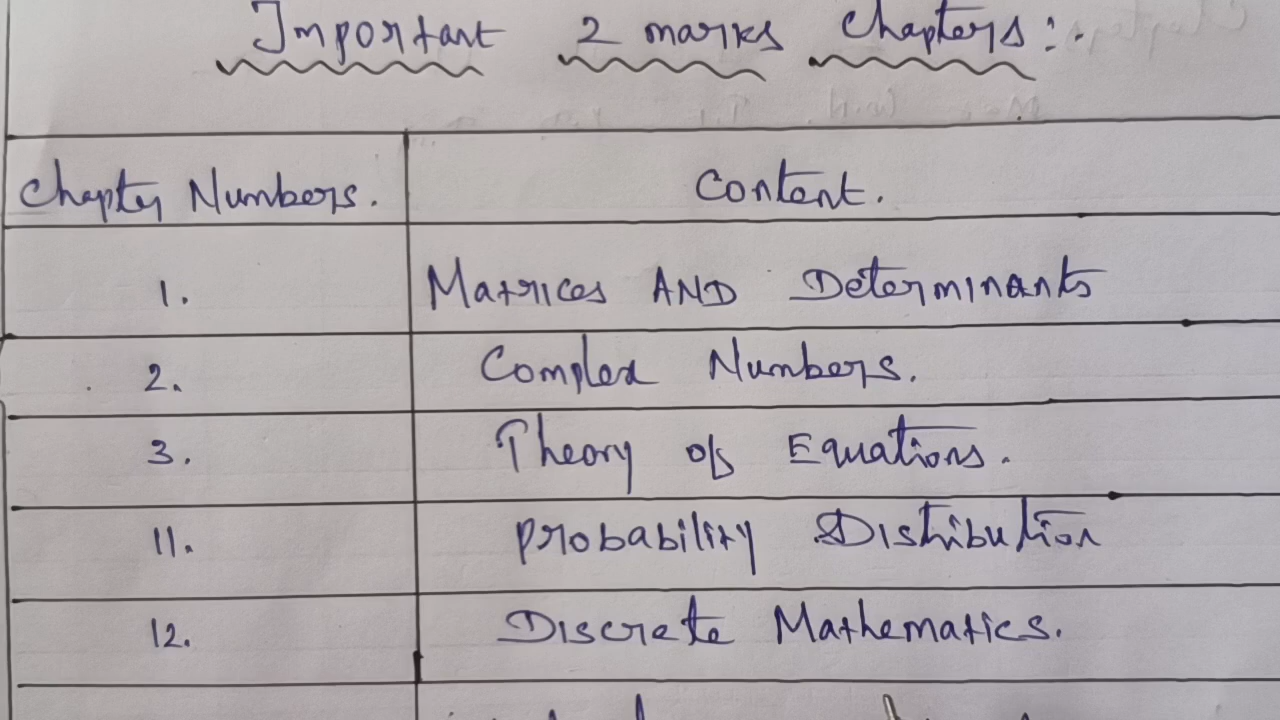 Important 2 marks Chapters:-
Chapter Numbers. Content.
1. Matrices AND Determinants
2. Complex Numbers.
3. Theory of Equations.
11. Probability Distribution
12. Discrete Mathematics.